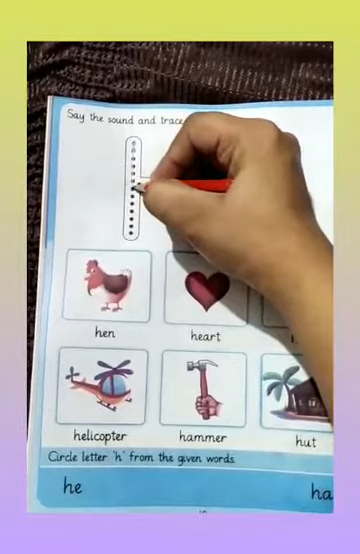 Say the sound and trace
hen
heart
helicopter
hammer
hut
Circle letter 'h' from the given words.
he
ha